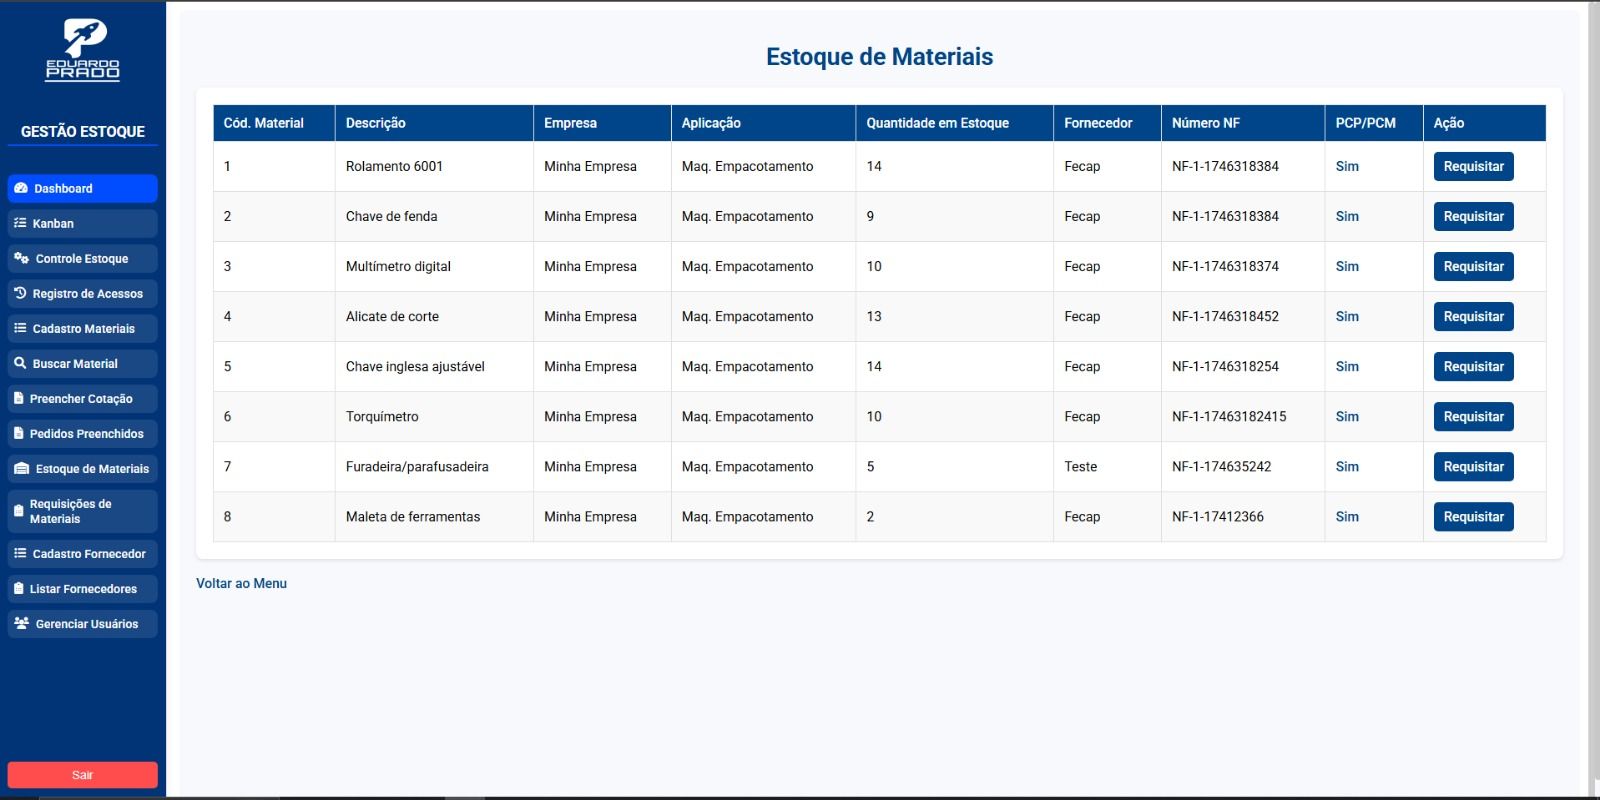 EDUARDO
PRADO
GESTÃO ESTOQUE
Dashboard
Kanban
Controle Estoque
Registro de Acessos
Cadastro Materiais
Buscar Material
Preencher Cotação
Pedidos Preenchidos
Estoque de Materiais
Requisições de
Materiais
Cadastro Fornecedor
Listar Fornecedores
Gerenciar Usuários
Sair
Estoque de Materiais
Cód. Material Descrição Empresa Aplicação Quantidade em Estoque Fornecedor Número NF PCP/PCM Ação
1 Rolamento 6001 Minha Empresa Maq. Empacotamento 14 Fecap NF-1-1746318384 Sim Requisitar
2 Chave de fenda Minha Empresa Maq. Empacotamento 9 Fecap NF-1-1746318384 Sim Requisitar
3 Multímetro digital Minha Empresa Maq. Empacotamento 10 Fecap NF-1-1746318374 Sim Requisitar
4 Alicate de corte Minha Empresa Maq. Empacotamento 13 Fecap NF-1-1746318452 Sim Requisitar
5 Chave inglesa ajustável Minha Empresa Maq. Empacotamento 14 Fecap NF-1-1746318254 Sim Requisitar
6 Torquímetro Minha Empresa Maq. Empacotamento 10 Fecap NF-1-17463182415 Sim Requisitar
7 Furadeira/parafusadeira Minha Empresa Maq. Empacotamento 5 Teste NF-1-174635242 Sim Requisitar
8 Maleta de ferramentas Minha Empresa Maq. Empacotamento 2 Fecap NF-1-17412366 Sim Requisitar
Voltar ao Menu